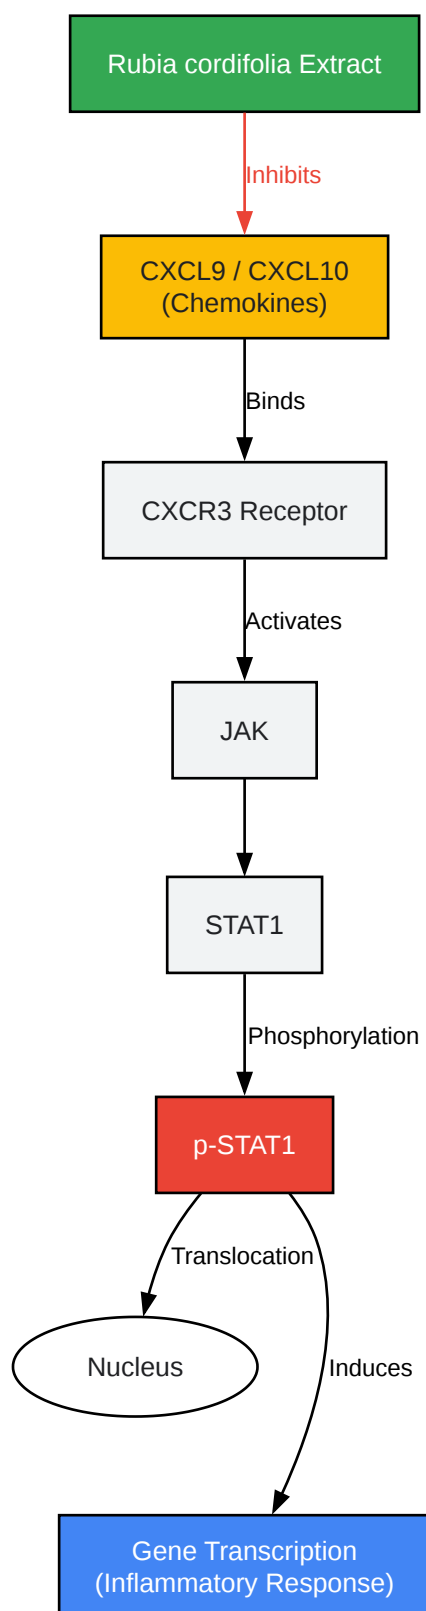 Rubia cordifolia Extract
Inhibits
CXCL9 / CXCL10
(Chemokines)
Binds
CXCR3 Receptor
Activates
JAK
STAT1
Phosphorylation
p-STAT1
Translocation
Nucleus
Induces
Gene Transcription
(Inflammatory Response)